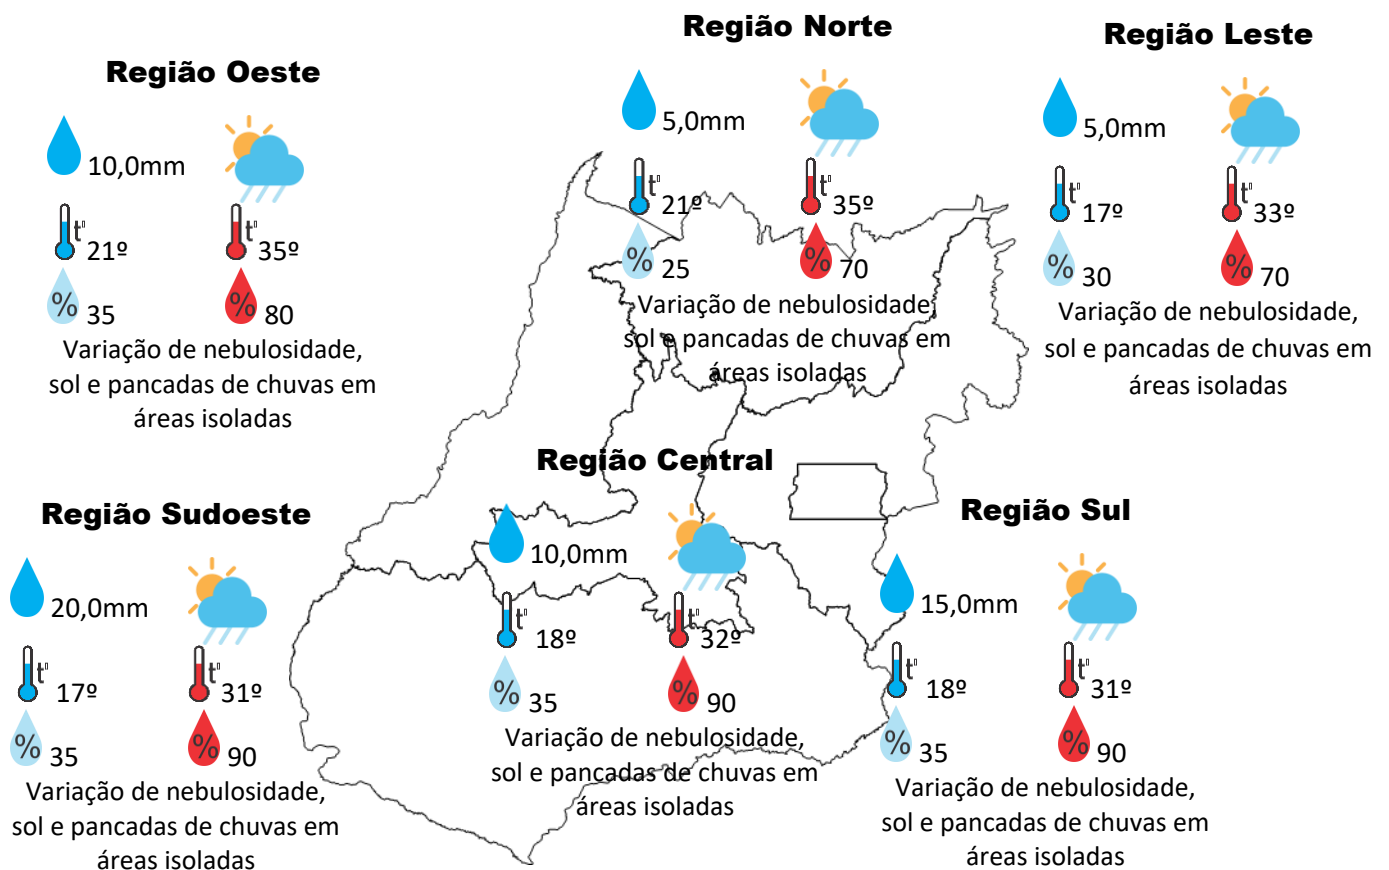 Região Oeste
10,0mm
t°
21º
35º
%
35
%
80
Variação de nebulosidade,
sol e pancadas de chuvas em
áreas isoladas
Região Norte
5,0mm
t°
21º
35º
%
25
%
70
Variação de nebulosidade,
sol e pancadas de chuvas em
áreas isoladas
Região Leste
5,0mm
t°
17º
t°
33º
%
30
%
70
Variação de nebulosidade,
sol e pancadas de chuvas em
áreas isoladas
Região Sudoeste
20,0mm
t°
17º
t°
31º
%
35
%
90
Variação de nebulosidade,
sol e pancadas de chuvas em
áreas isoladas
Região Central
10,0mm
t°
18º
t°
32º
%
35
%
90
Variação de nebulosidade,
sol e pancadas de chuvas em
áreas isoladas
Região Sul
15,0mm
t°
18º
t°
31º
%
35
%
90
Variação de nebulosidade,
sol e pancadas de chuvas em
áreas isoladas